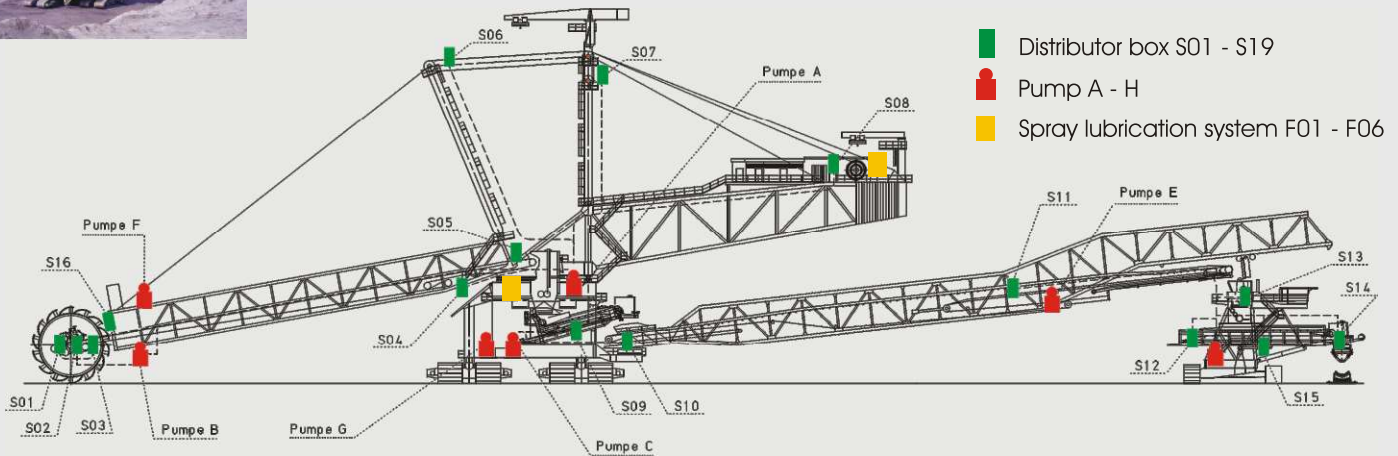 S06
S07
Pumpe A
S08
Distributor box S01 - S19
Pump A - H
Spray lubrication system F01 - F06
S11
Pumpe E
Pumpe F
S05
S16
S13
S14
S04
S12
S01
S02
S03
Pumpe B
Pumpe G
S09
S10
S15
Pumpe C